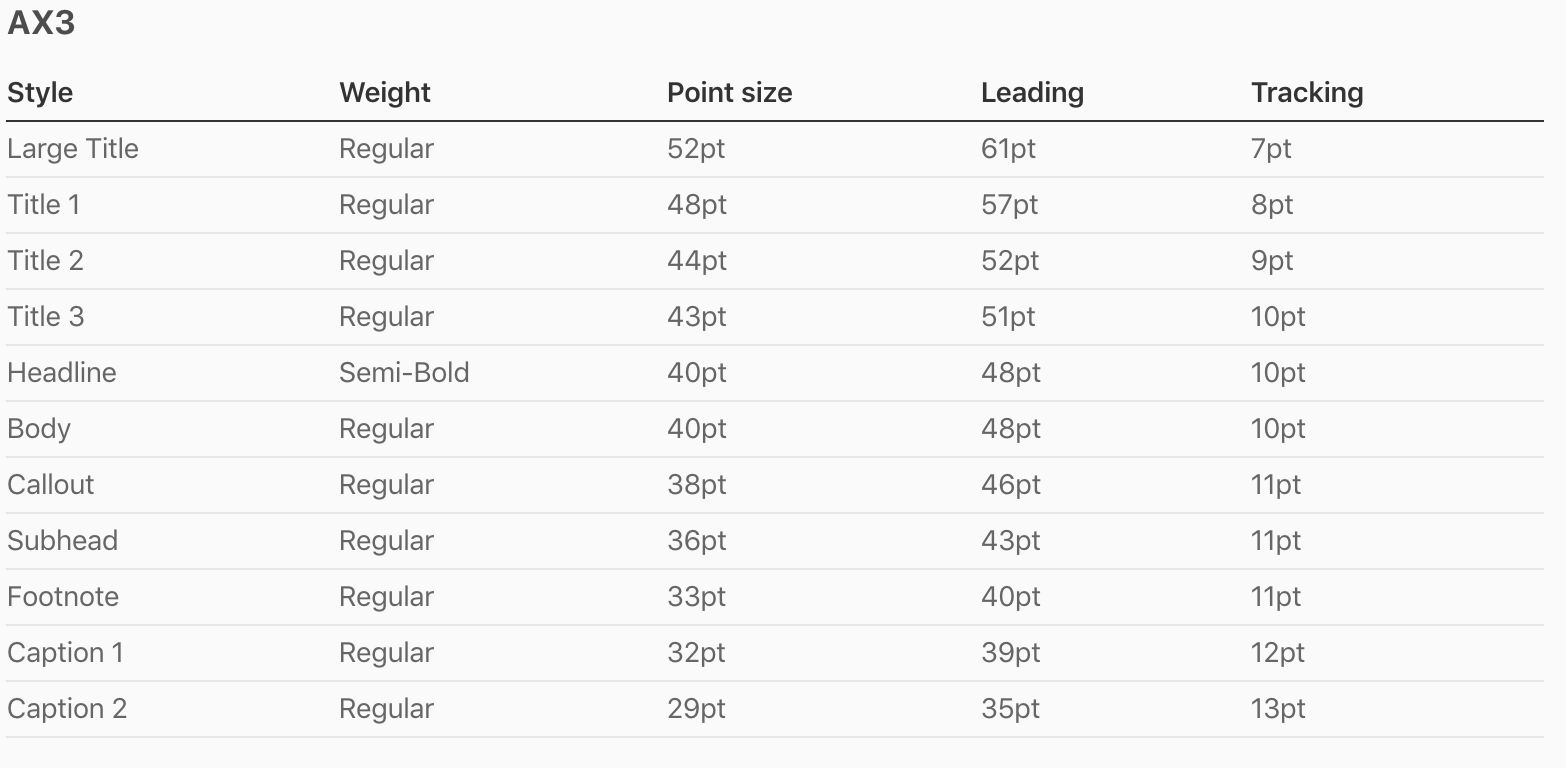 AX3
Style Weight Point size Leading Tracking
Large Title Regular 52pt 61pt 7pt
Title 1 Regular 48pt 57pt 8pt
Title 2 Regular 44pt 52pt 9pt
Title 3 Regular 43pt 51pt 10pt
Headline Semi-Bold 40pt 48pt 10pt
Body Regular 40pt 48pt 10pt
Callout Regular 38pt 46pt 11pt
Subhead Regular 36pt 43pt 11pt
Footnote Regular 33pt 40pt 11pt
Caption 1 Regular 32pt 39pt 12pt
Caption 2 Regular 29pt 35pt 13pt